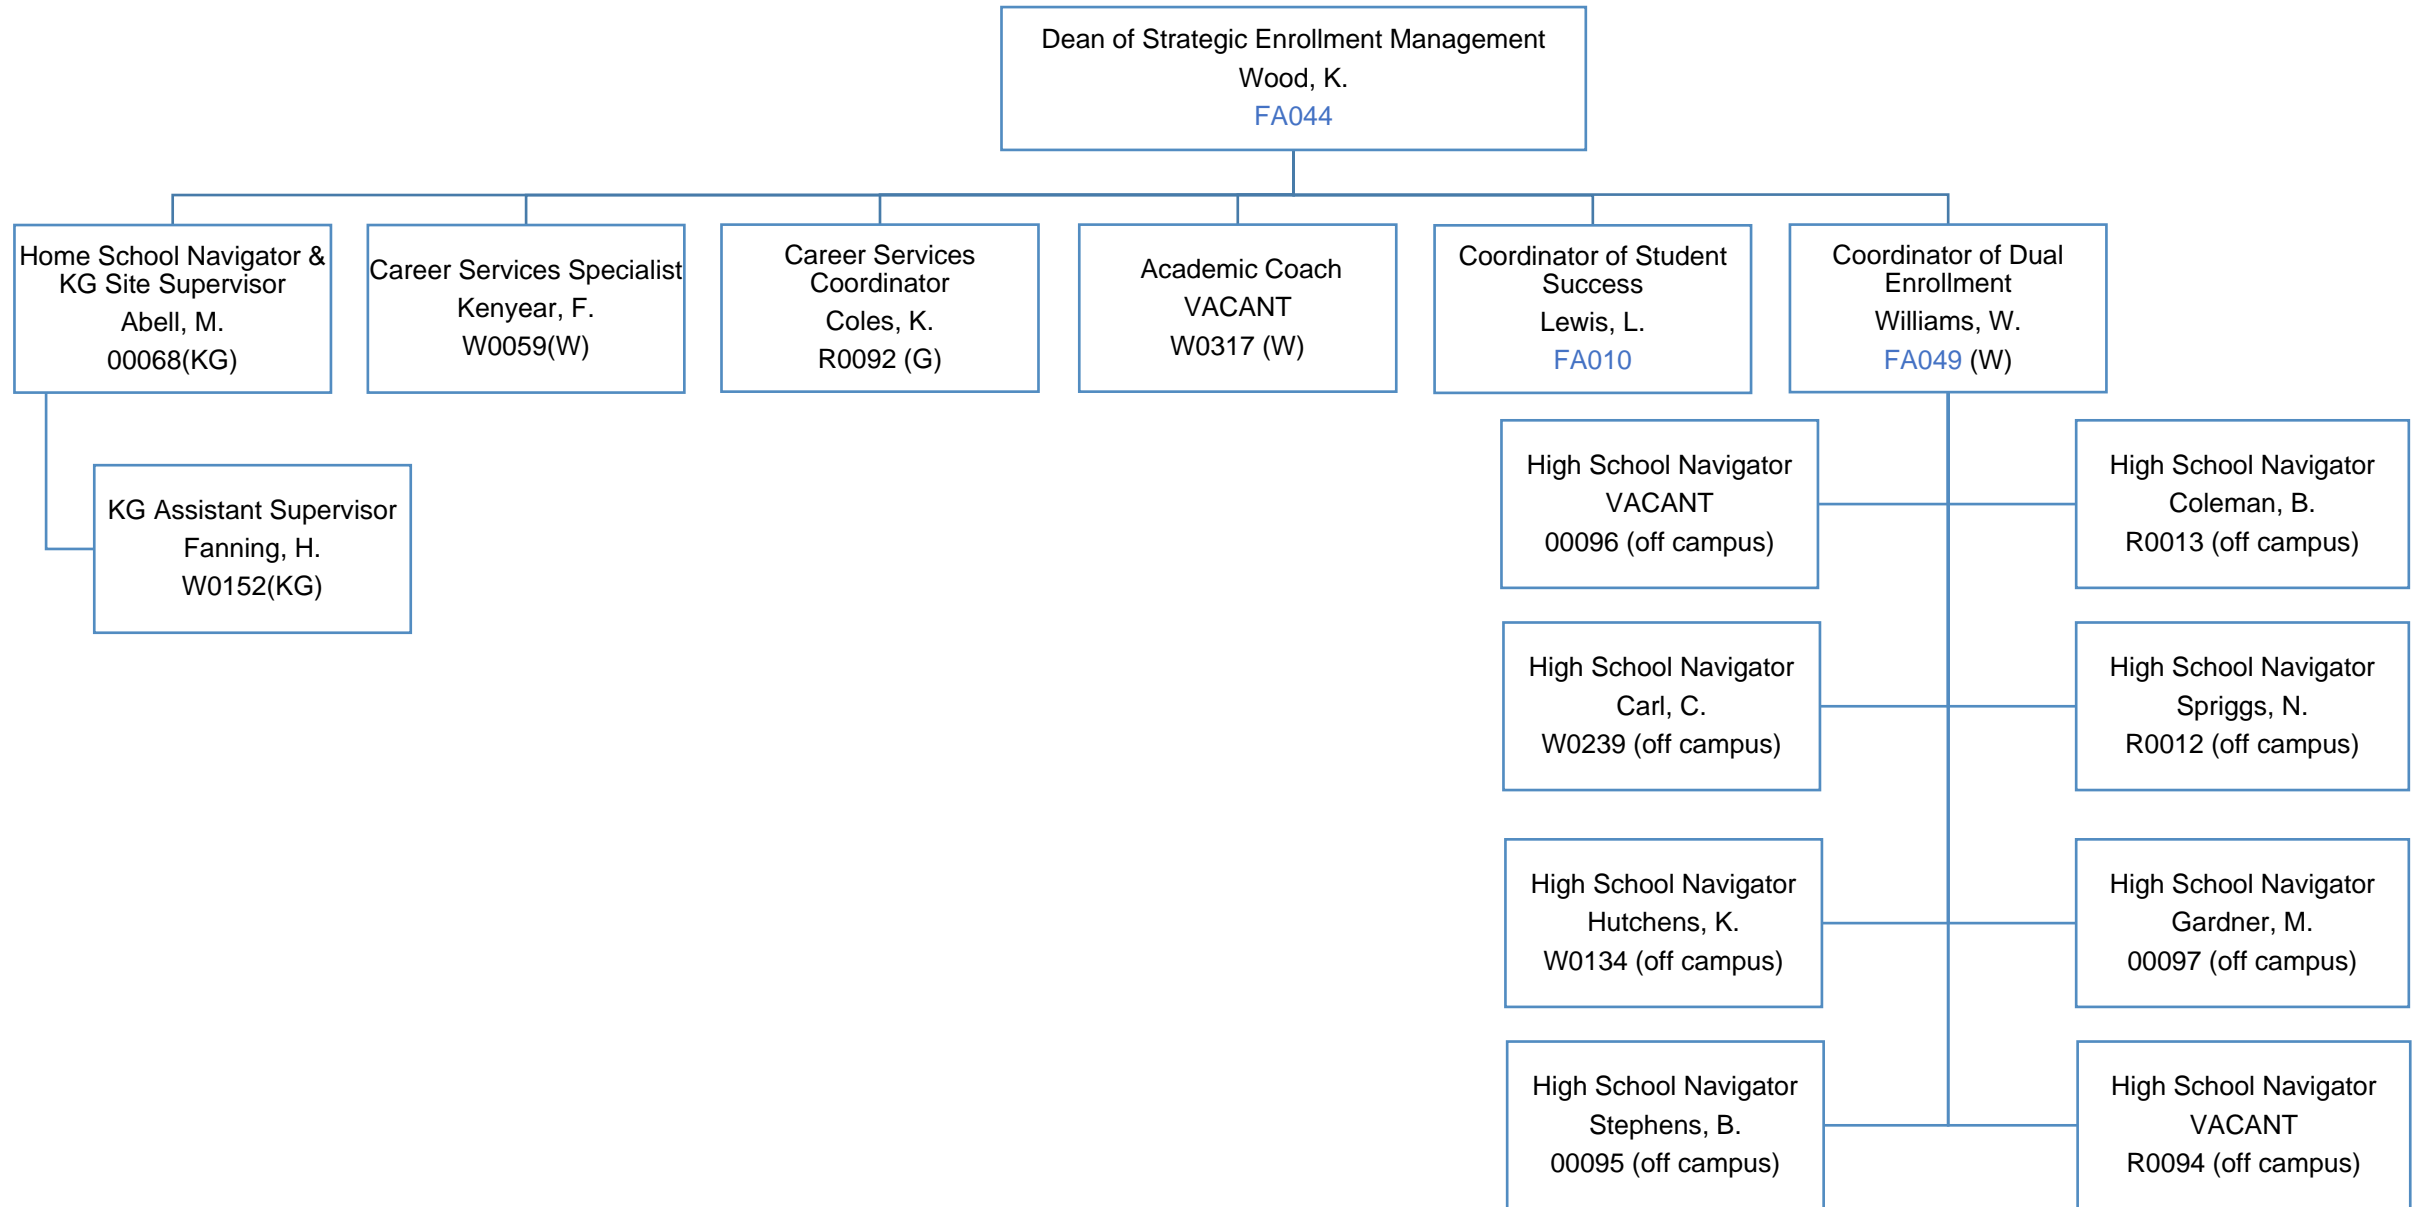 Dean of Strategic Enrollment Management
Wood, K.
FA044
Home School Navigator &
KG Site Supervisor
Abell, M.
00068(KG)
Career Services Specialist
Kenyear, F.
W0059(W)
Career Services
Coordinator
Coles, K.
R0092 (G)
Academic Coach
VACANT
W0317 (W)
Coordinator of Student
Success
Lewis, L.
FA010
Coordinator of Dual
Enrollment
Williams, W.
FA049 (W)
KG Assistant Supervisor
Fanning, H.
W0152(KG)
High School Navigator
VACANT
00096 (off campus)
High School Navigator
Coleman, B.
R0013 (off campus)
High School Navigator
Carl, C.
W0239 (off campus)
High School Navigator
Spriggs, N.
R0012 (off campus)
High School Navigator
Hutchens, K.
W0134 (off campus)
High School Navigator
Gardner, M.
00097 (off campus)
High School Navigator
Stephens, B.
00095 (off campus)
High School Navigator
VACANT
R0094 (off campus)